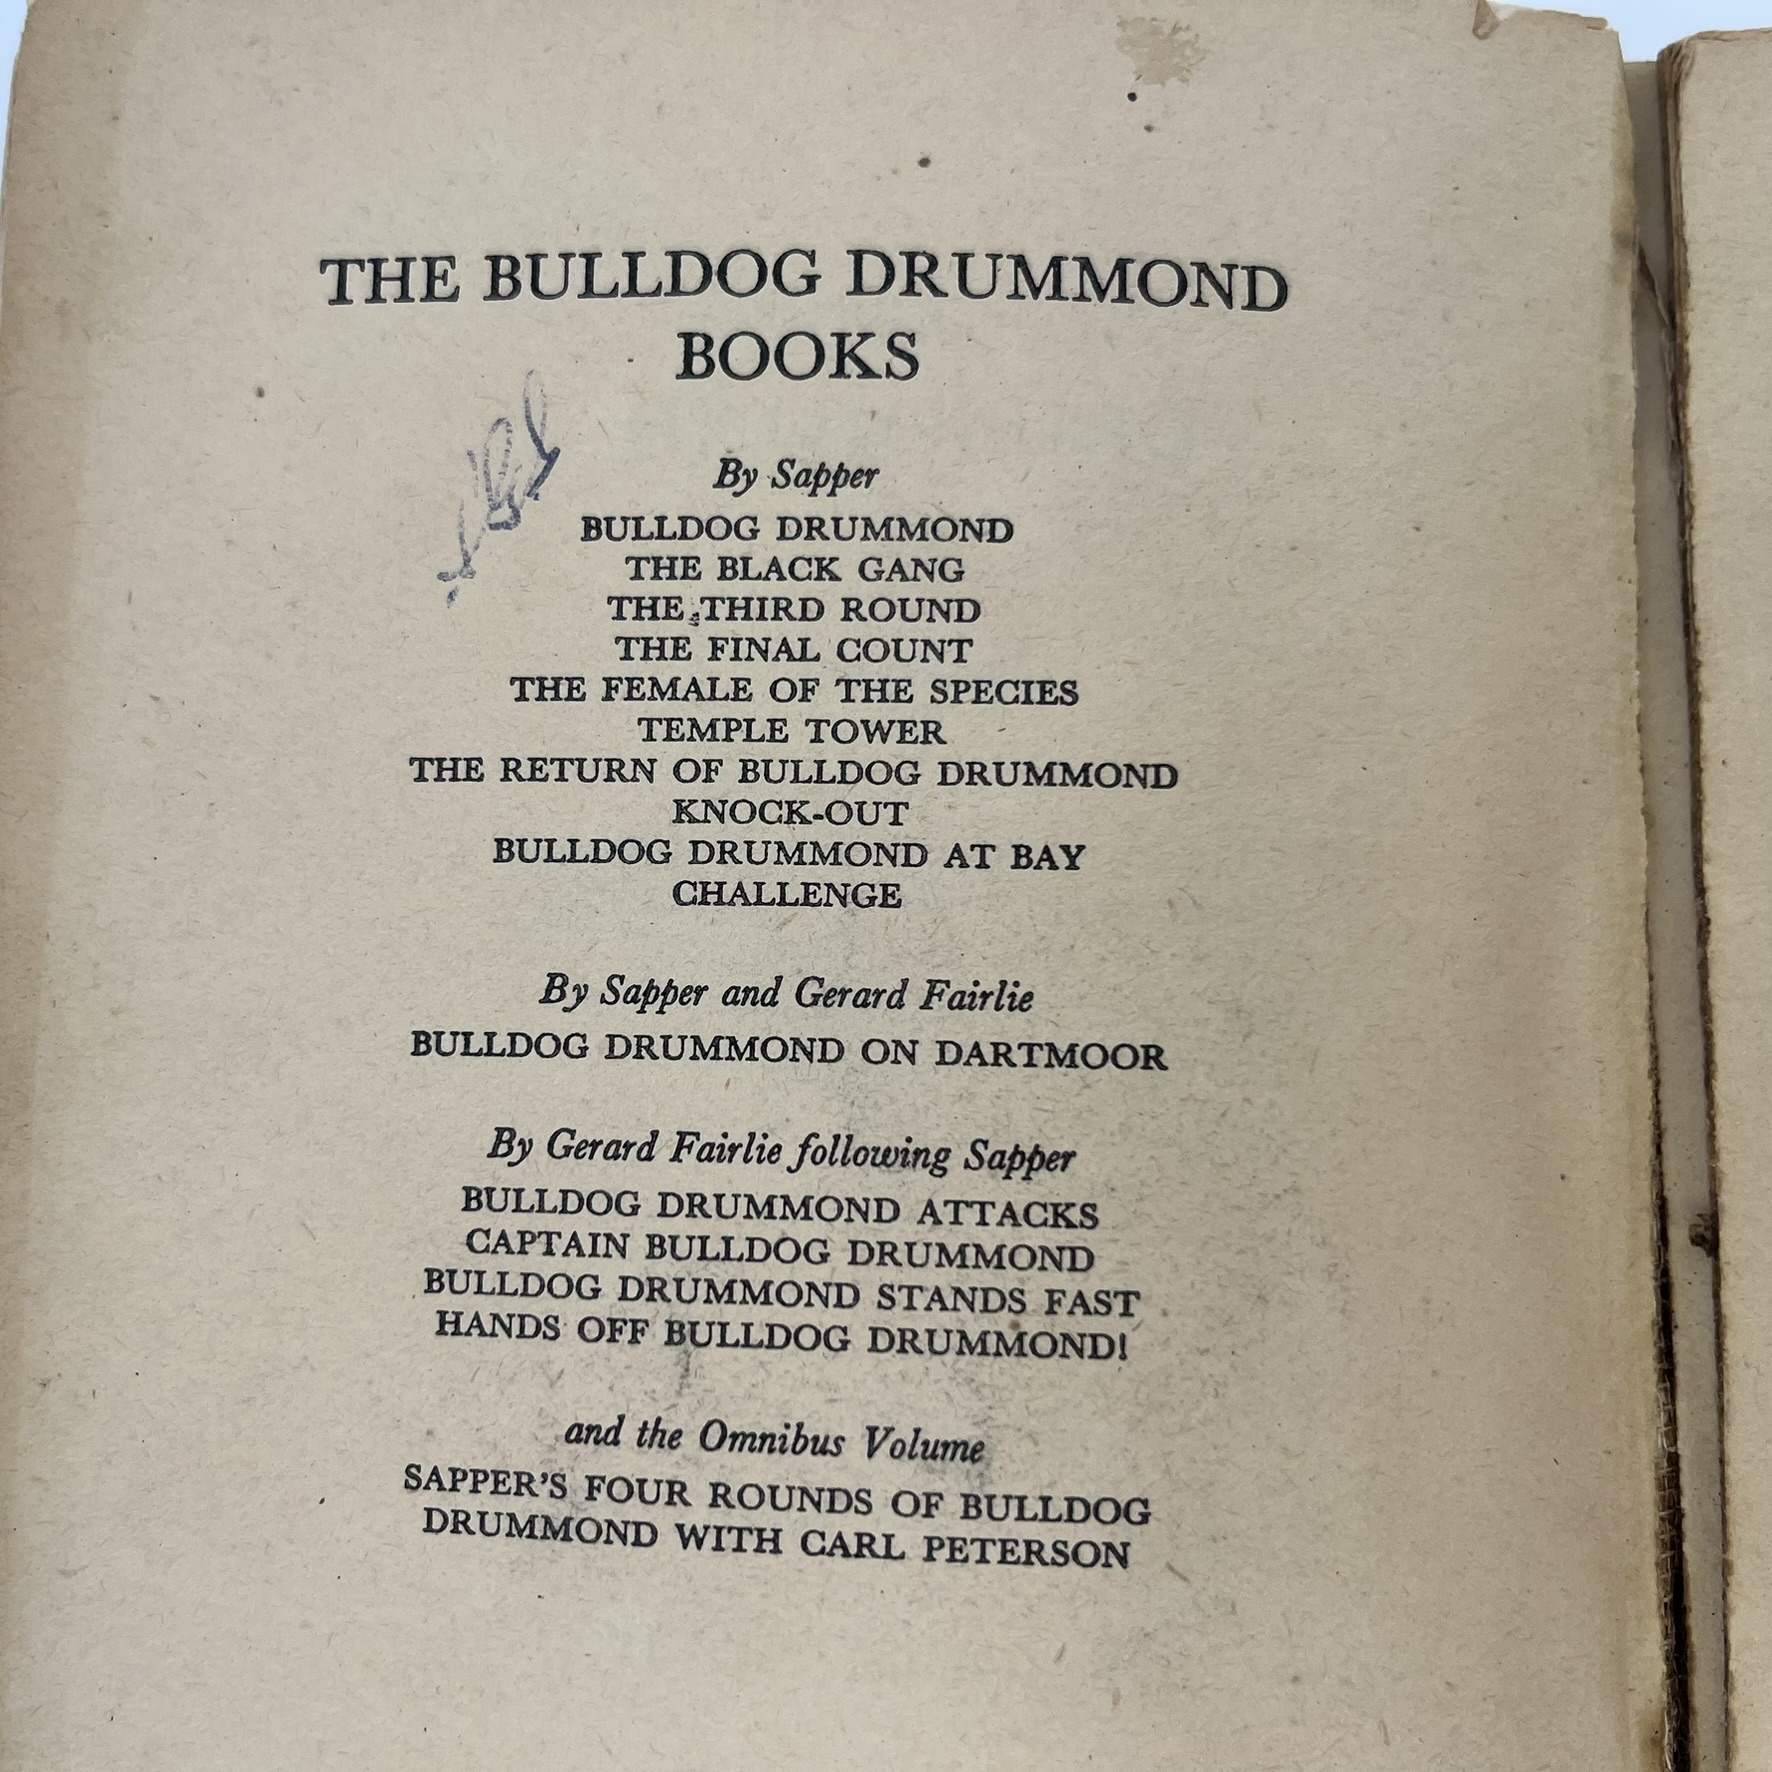 THE BULLDOG DRUMMOND
BOOKS
By Sapper
BULLDOG DRUMMOND
THE BLACK GANG
THE THIRD ROUND
THE FINAL COUNT
THE FEMALE OF THE SPECIES
TEMPLE TOWER
THE RETURN OF BULLDOG DRUMMOND
KNOCK-OUT
BULLDOG DRUMMOND AT BAY
CHALLENGE
By Sapper and Gerard Fairlie
BULLDOG DRUMMOND ON DARTMOOR
By Gerard Fairlie following Sapper
BULLDOG DRUMMOND ATTACKS
CAPTAIN BULLDOG DRUMMOND
BULLDOG DRUMMOND STANDS FAST
HANDS OFF BULLDOG DRUMMOND!
and the Omnibus Volume
SAPPER'S FOUR ROUNDS OF BULLDOG
DRUMMOND WITH CARL PETERSON